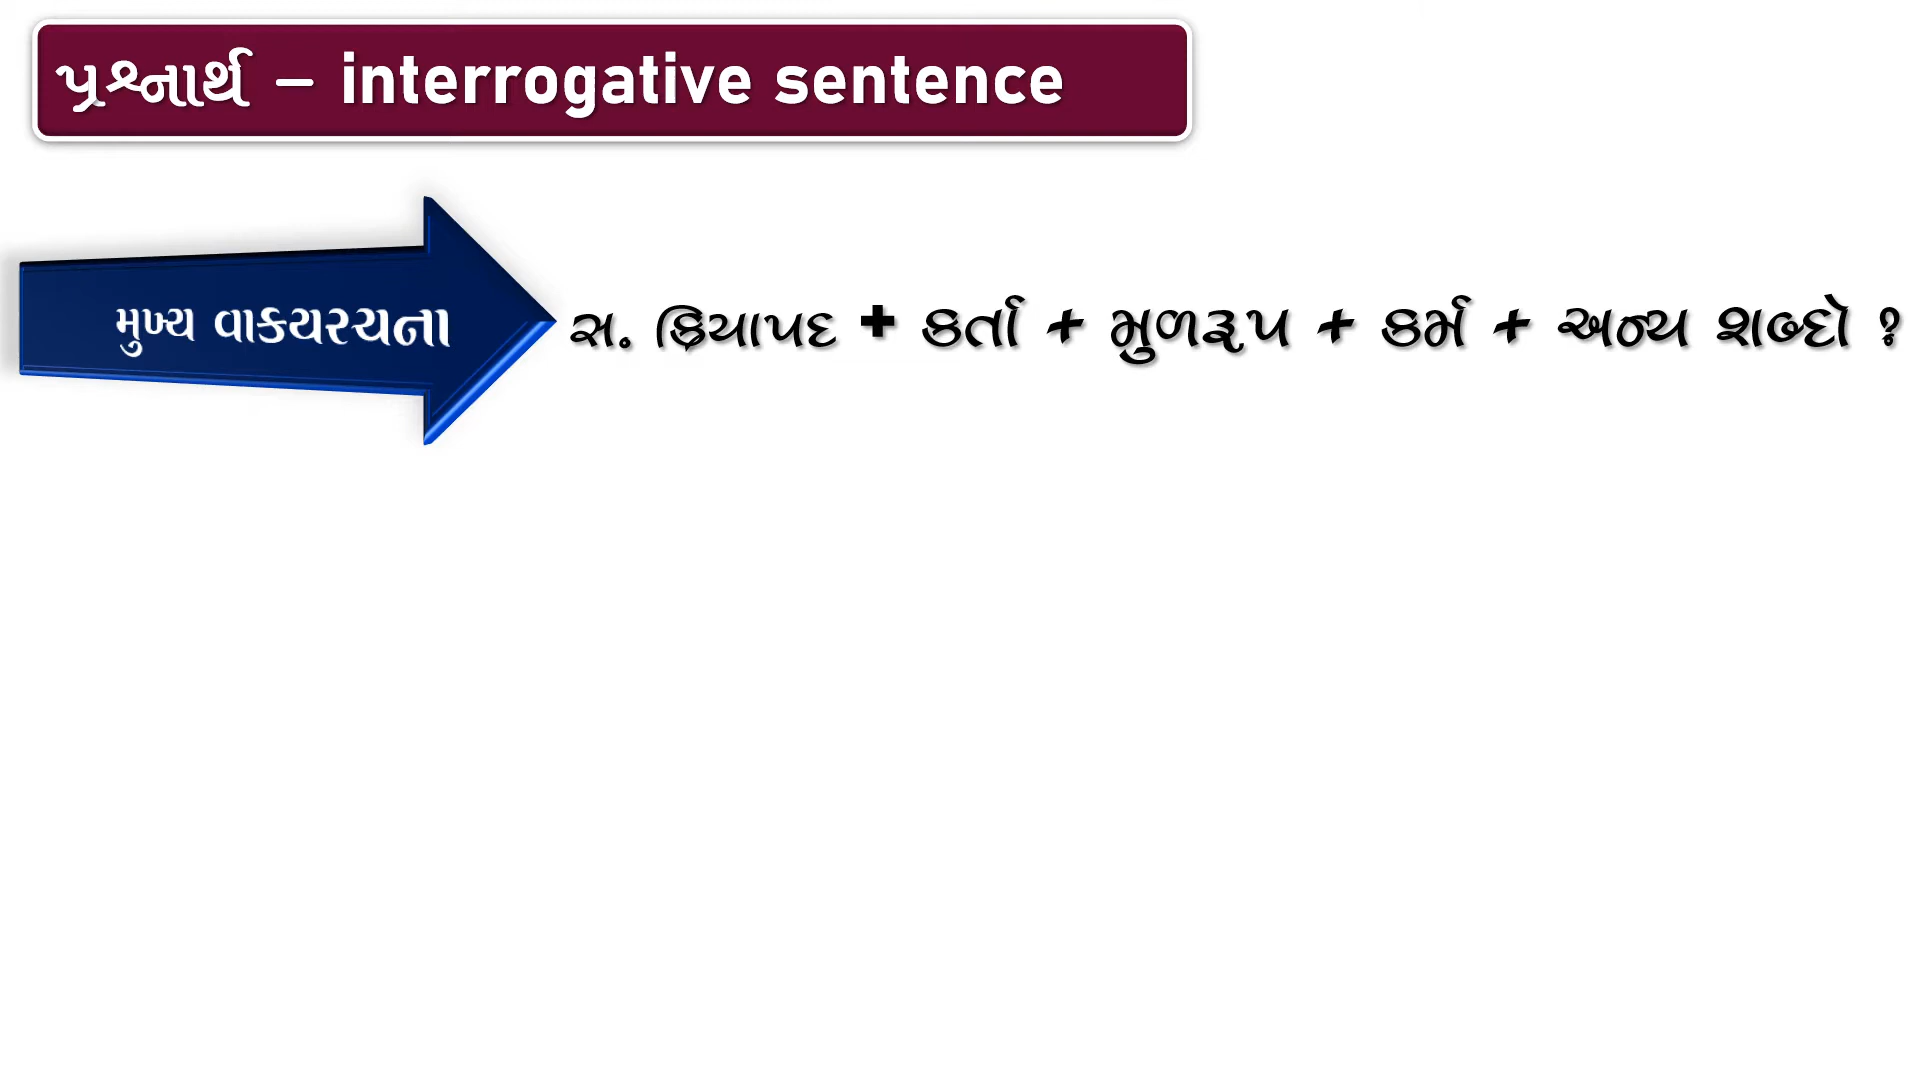 પ્રશ્નાર્થ – interrogative sentence
મુખ્ય વાક્યરચના
સ. ક્રિયાપદ + કર્તા + મુળરૂપ + કર્મ + અન્ય શબ્દો ?